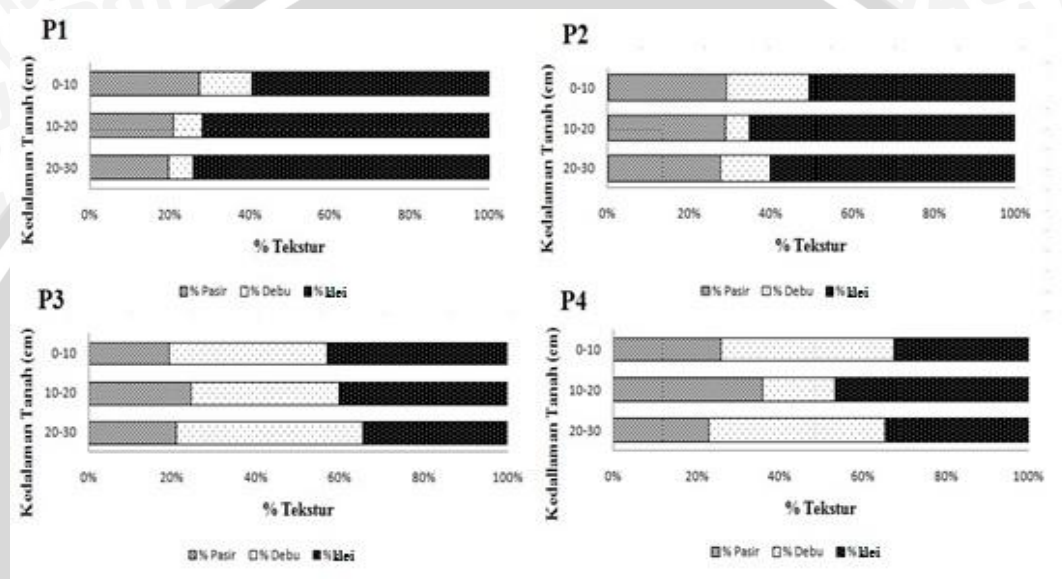 P1
Kedalaman Tanah (cm)
0-10
10-20
20-30
0% 20% 40% 60% 80% 100%
% Tekstur
% Pasir % Debu % klei
P2
Kedalaman Tanah (cm)
0-10
10-20
20-30
0% 20% 40% 60% 80% 100%
% Tekstur
% Pasir % Debu % klei
P3
Kedalaman Tanah (cm)
0-10
10-20
20-30
0% 20% 40% 60% 80% 100%
% Tekstur
% Pasir % Debu % klei
P4
Kedallaman Tanah (cm)
0-10
10-20
20-30
0% 20% 40% 60% 80% 100%
% Tekstur
% Pasir % Debu % klei